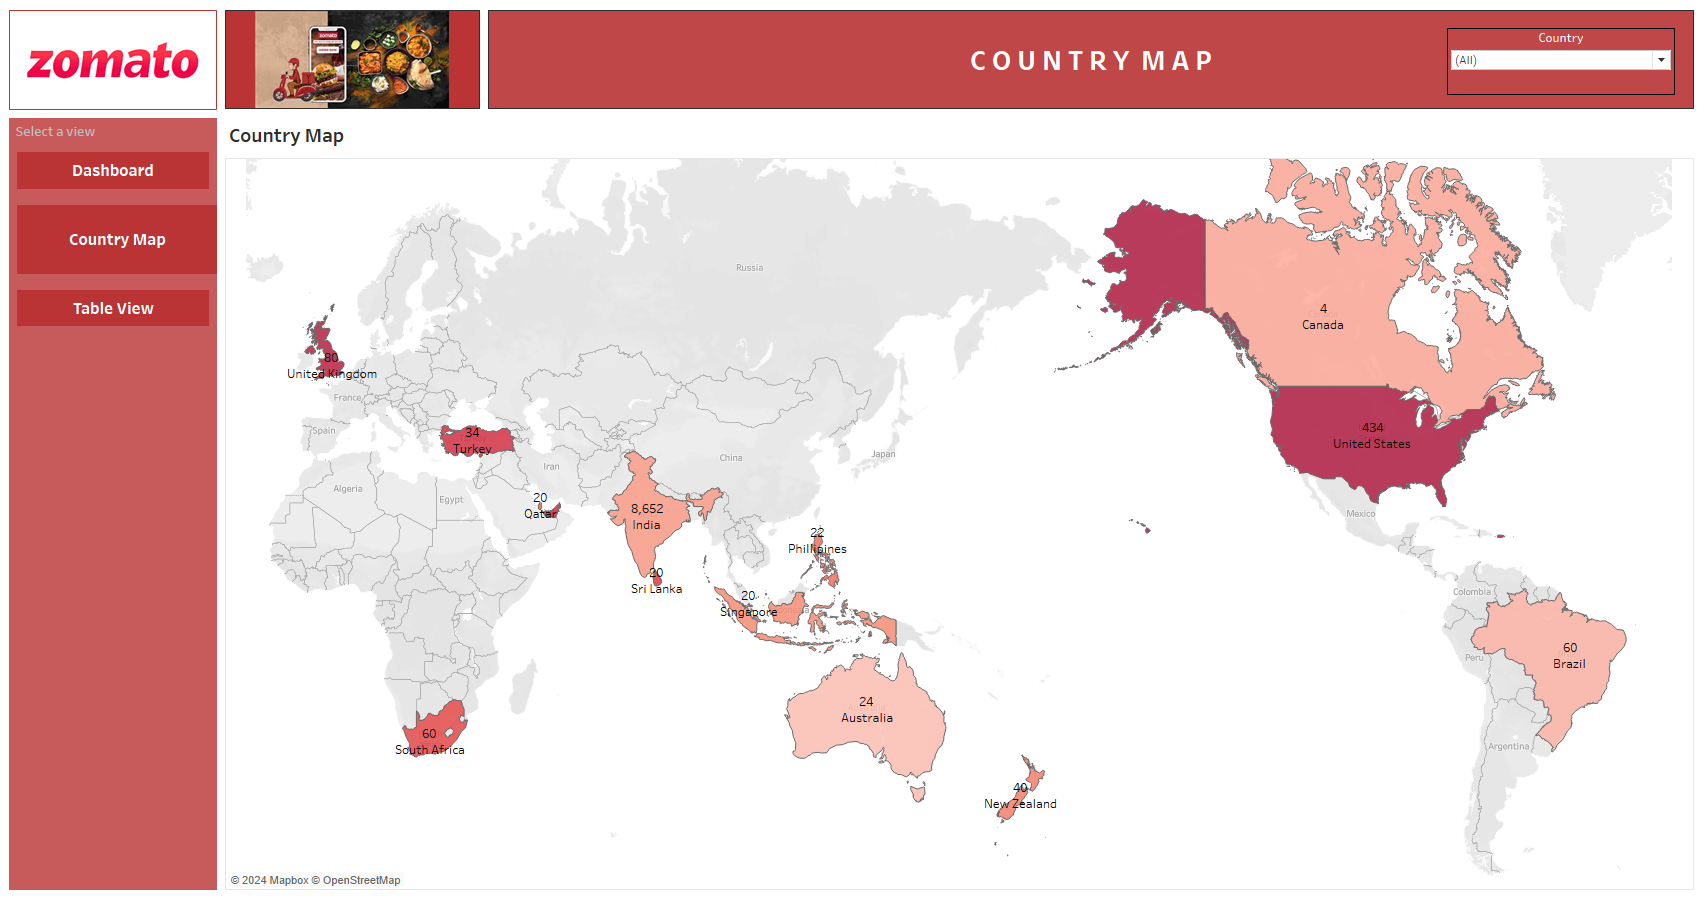 zomato
zomato
COUNTRY MAP
Country
(All)
Select a view
Dashboard
Country Map
Table View
Country Map
Russia
4
Canada
80
United Kingdom
France
Spain
34
Turkey
434
United States
Iran
China
Japan
Algeria
Egypt
20
Qatar
8,652
India
Mexico
22
Phillipines
20
Sri Lanka
20
Singapore
Colombia
60
Brazil
Peru
24
Australia
60
South Africa
Argentina
40
New Zealand
© 2024 Mapbox © OpenStreetMap